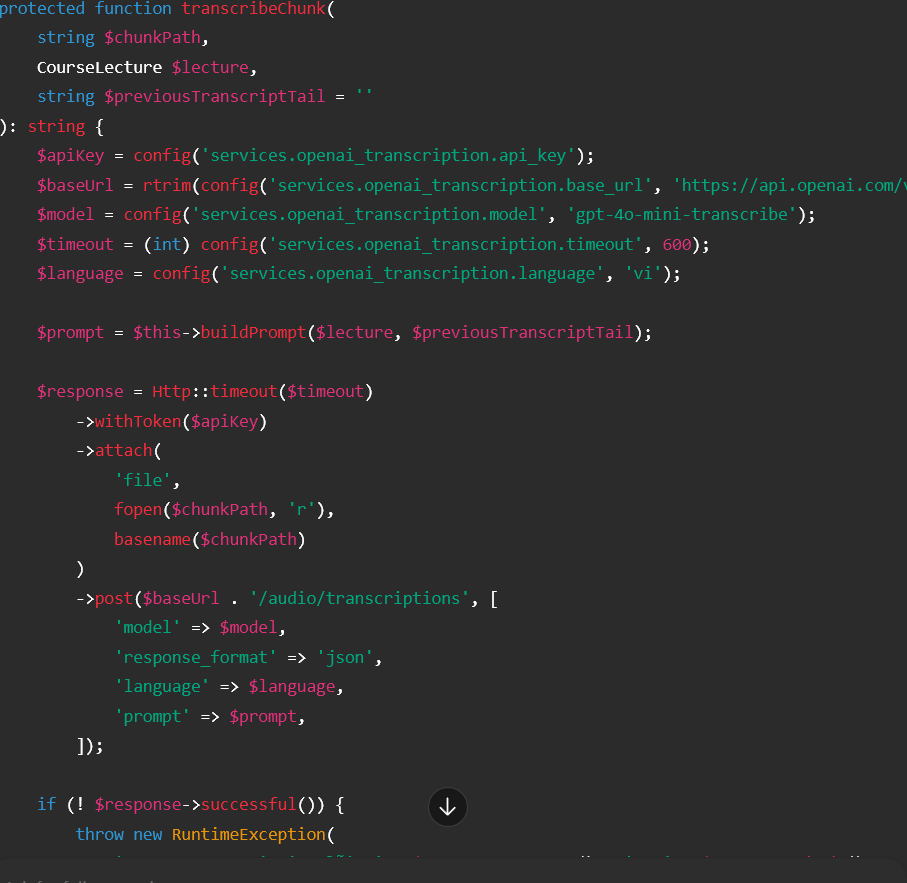 protected function transcribeChunk(
    string $chunkPath,
    CourseLecture $lecture,
    string $previousTranscriptTail = ''
): string {
    $apiKey = config('services.openai_transcription.api_key');
    $baseUrl = rtrim(config('services.openai_transcription.base_url', 'https://api.openai.com/v
    $model = config('services.openai_transcription.model', 'gpt-4o-mini-transcribe');
    $timeout = (int) config('services.openai_transcription.timeout', 600);
    $language = config('services.openai_transcription.language', 'vi');
    $prompt = $this->buildPrompt($lecture, $previousTranscriptTail);
    $response = Http::timeout($timeout)
        ->withToken($apiKey)
        ->attach(
            'file',
            fopen($chunkPath, 'r'),
            basename($chunkPath)
        )
        ->post($baseUrl . '/audio/transcriptions', [
            'model' => $model,
            'response_format' => 'json',
            'language' => $language,
            'prompt' => $prompt,
        ]);
    if (! $response->successful()) {
        throw new RuntimeException(